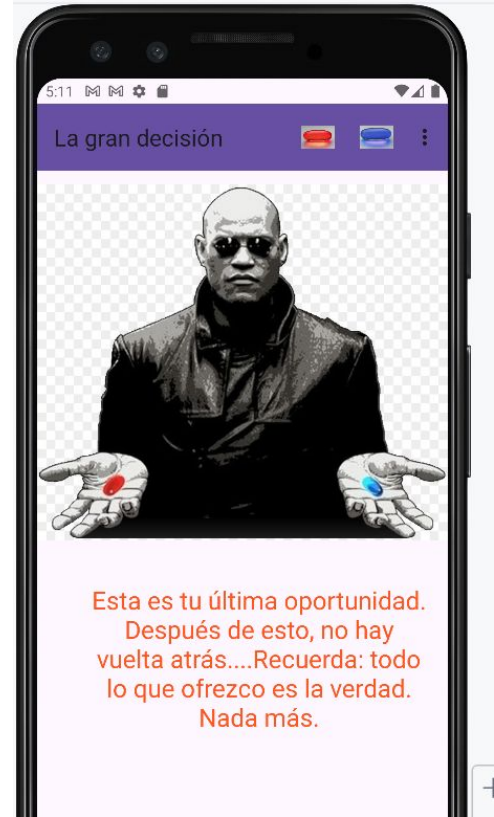 5:11
La gran decisión
Esta es tu última oportunidad.
Después de esto, no hay
vuelta atrás....Recuerda: todo
lo que ofrezco es la verdad.
Nada más.